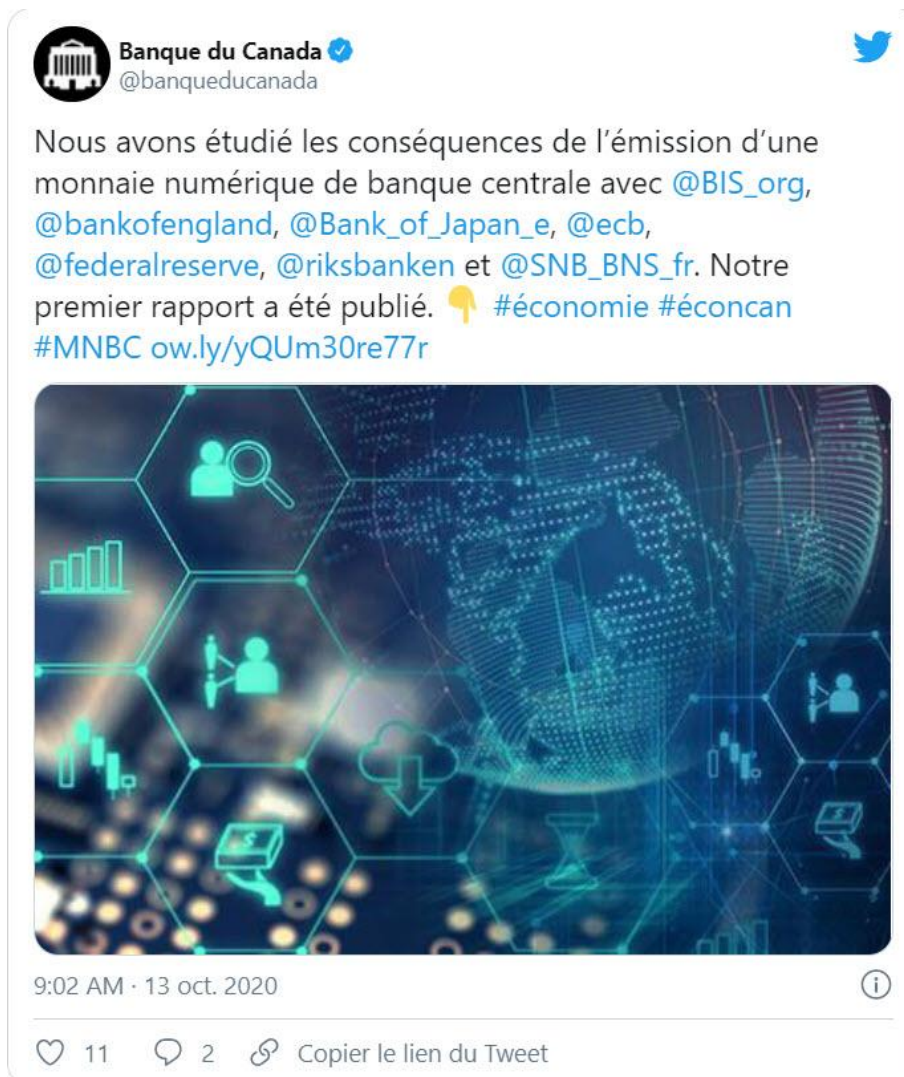 Banque du Canada
@banqueducanada
Nous avons étudié les conséquences de l’émission d’une
monnaie numérique de banque centrale avec @BIS_org,
@bankofengland, @Bank_of_Japan_e, @ecb,
@federalreserve, @riksbanken et @SNB_BNS_fr. Notre
premier rapport a été publié. 👇 #économie #éconcan
#MNBC ow.ly/yQUm30re77r
$
$
9:02 AM · 13 oct. 2020
11 2 Copier le lien du Tweet